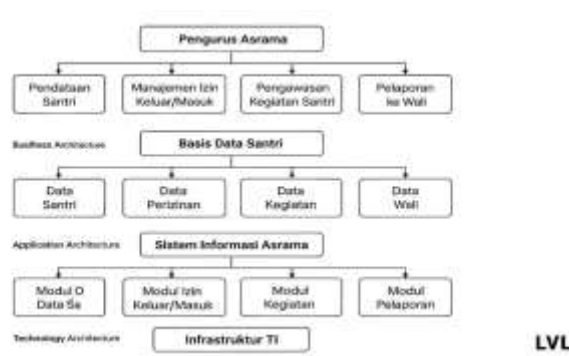 Pengurus Asrama
Pendataan
Santri
Manajemen Izin
Keluar/Masuk
Pengawasan
Kegiatan Santri
Pelaporan
ke Wali
Business Architecture
Basis Data Santri
Data
Santri
Data
Perizinan
Data
Kegiatan
Data
Wali
Application Architecture
Sistem Informasi Asrama
Modul O
Data Sa
Modul Izin
Keluar/Masuk
Modul
Kegiatan
Modul
Pelaporan
Technology Architecture
Infrastruktur TI
LVL